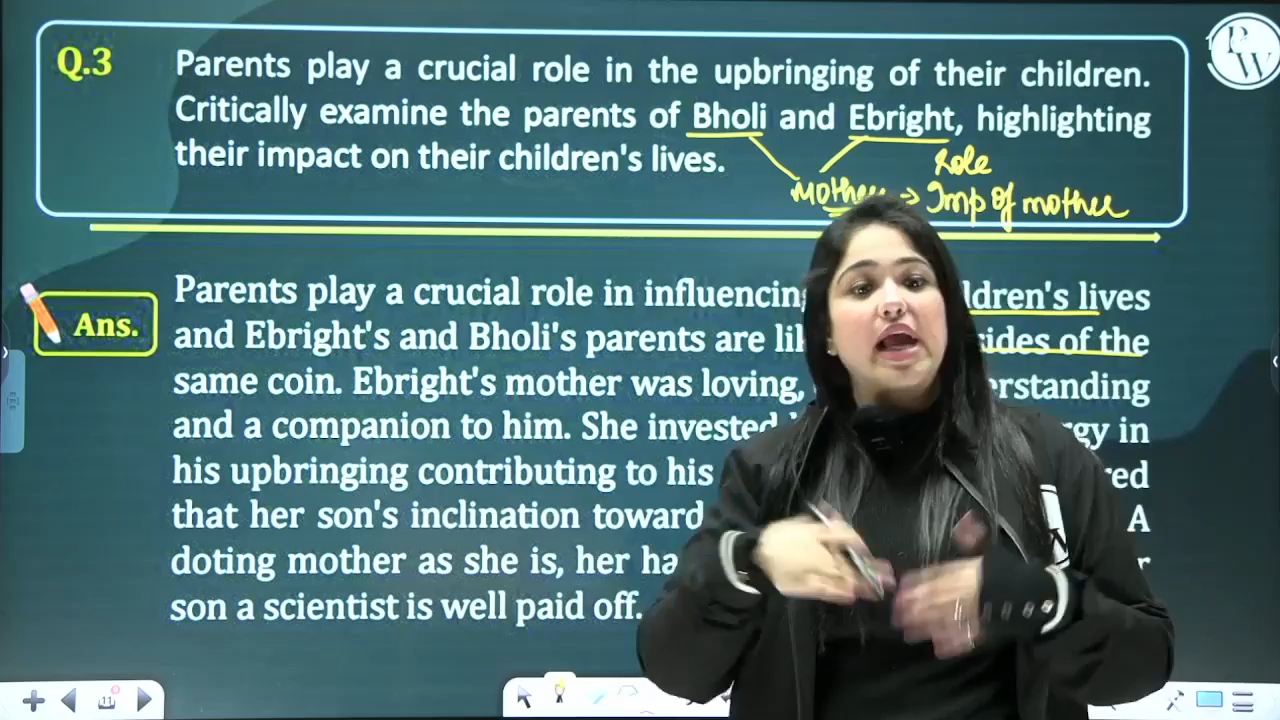 Q.3 Parents play a crucial role in the upbringing of their children.
Critically examine the parents of Bholi and Ebright, highlighting
their impact on their children's lives.
Role
Mother → Imp of mother
Ans. Parents play a crucial role in influencing ldren's lives
and Ebright's and Bholi's parents are sides of the
same coin. Ebright's mother was loving, erstanding
and a companion to him. She invested rgy in
his upbringing contributing to his red
that her son's inclination toward A
doting mother as she is, her
son a scientist is well paid off.
PW
11